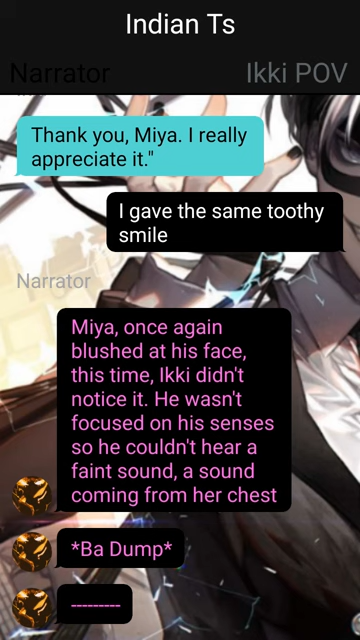 Indian Ts
Narrator
Ikki POV
Thank you, Miya. I really
appreciate it."
I gave the same toothy
smile
Narrator
Miya, once again
blushed at his face,
this time, Ikki didn't
notice it. He wasn't
focused on his senses
so he couldn't hear a
faint sound, a sound
coming from her chest
*Ba Dump*
---------